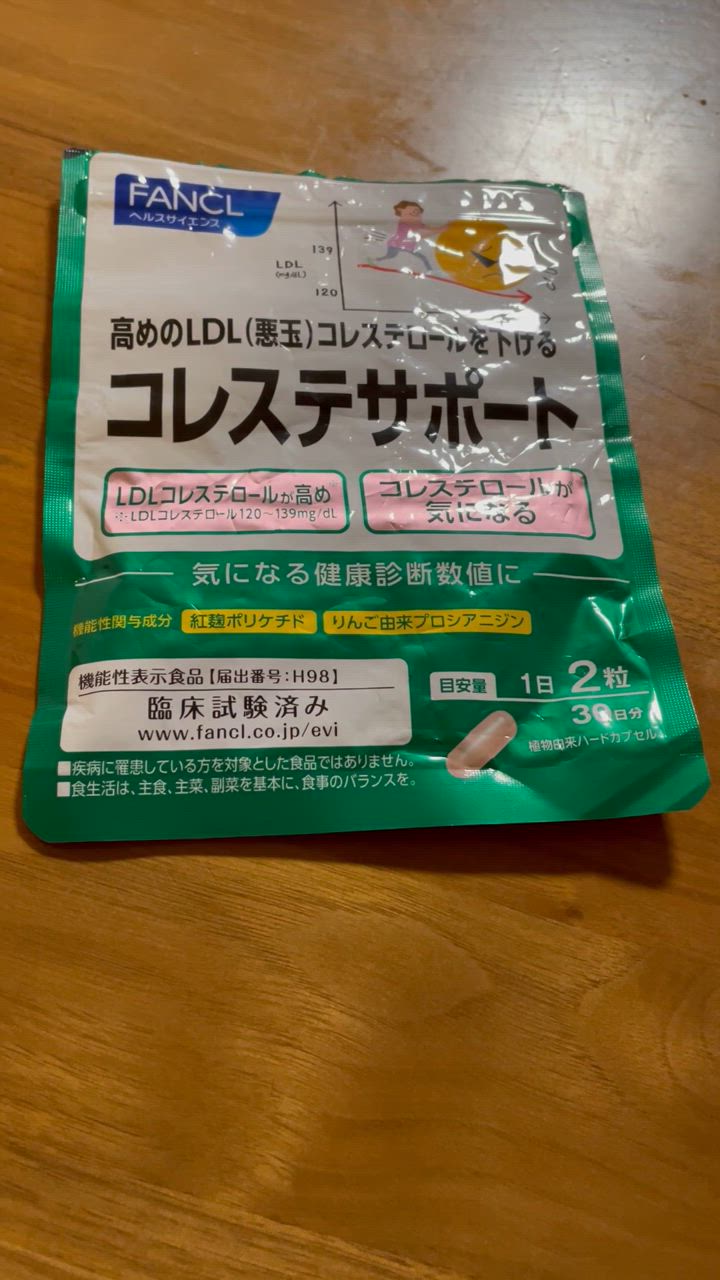 FANCL
ヘルスサイエンス
139
LDL
(mg/dL)
120
高めのLDL(悪玉)コレステロールを下げる
コレステサポート
LDLコレステロールが高め※
※LDLコレステロール120~139mg/dL
コレステロールが
気になる
気になる健康診断数値に
機能性関与成分 紅麹ポリケチド りんご由来プロシアニジン
機能性表示食品【届出番号:H98】
臨床試験済み
www.fancl.co.jp/evi
目安量 1日 2粒
30日分
植物由来ハードカプセル
■疾病に罹患している方を対象とした食品ではありません。
■食生活は、主食、主菜、副菜を基本に、食事のバランスを。